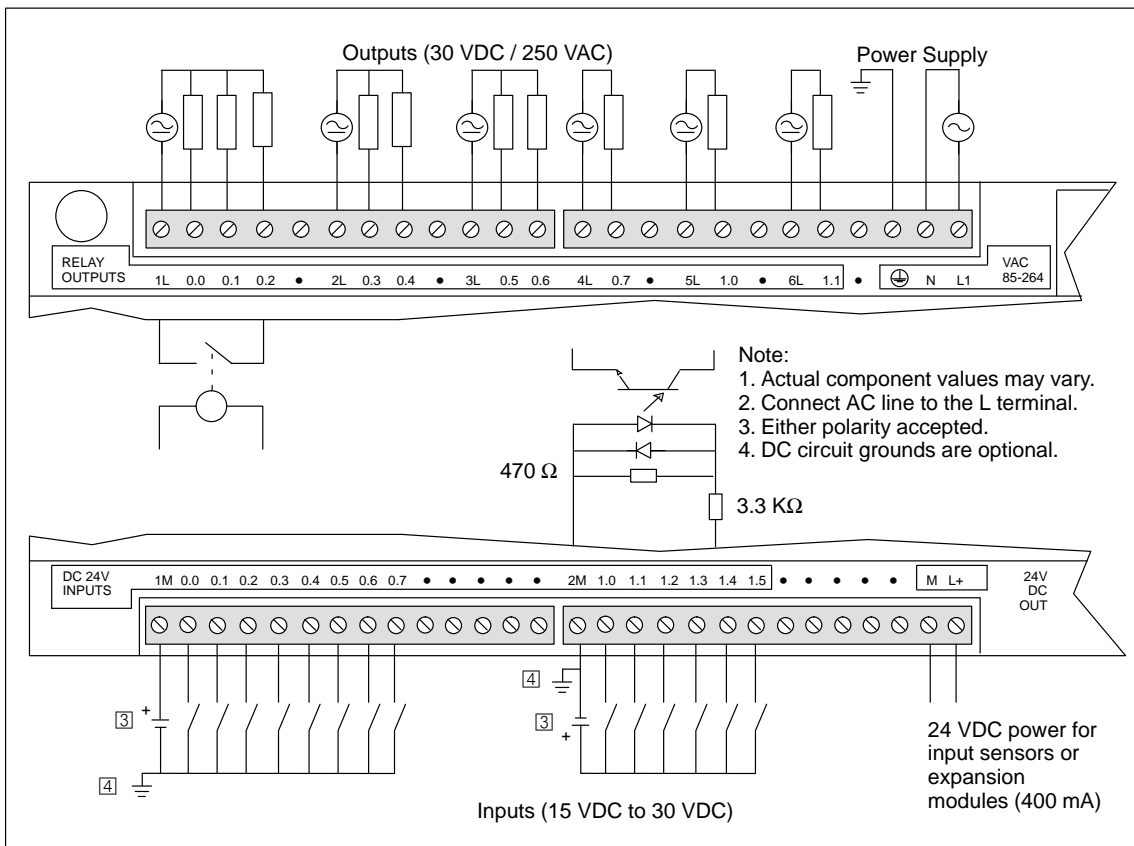 Outputs (30 VDC / 250 VAC)
Power Supply
RELAY
OUTPUTS
1L 0.0 0.1 0.2 • 2L 0.3 0.4 • 3L 0.5 0.6 4L 0.7 • 5L 1.0 • 6L 1.1 • N L1
VAC
85-264
Note:
1. Actual component values may vary.
2. Connect AC line to the L terminal.
3. Either polarity accepted.
4. DC circuit grounds are optional.
470 Ω
3.3 KΩ
DC 24V
INPUTS
1M 0.0 0.1 0.2 0.3 0.4 0.5 0.6 0.7 • • • • • 2M 1.0 1.1 1.2 1.3 1.4 1.5 • • • • • M L+
24V
DC
OUT
4
3 +
3
+
4
24 VDC power for
input sensors or
expansion
modules (400 mA)
Inputs (15 VDC to 30 VDC)